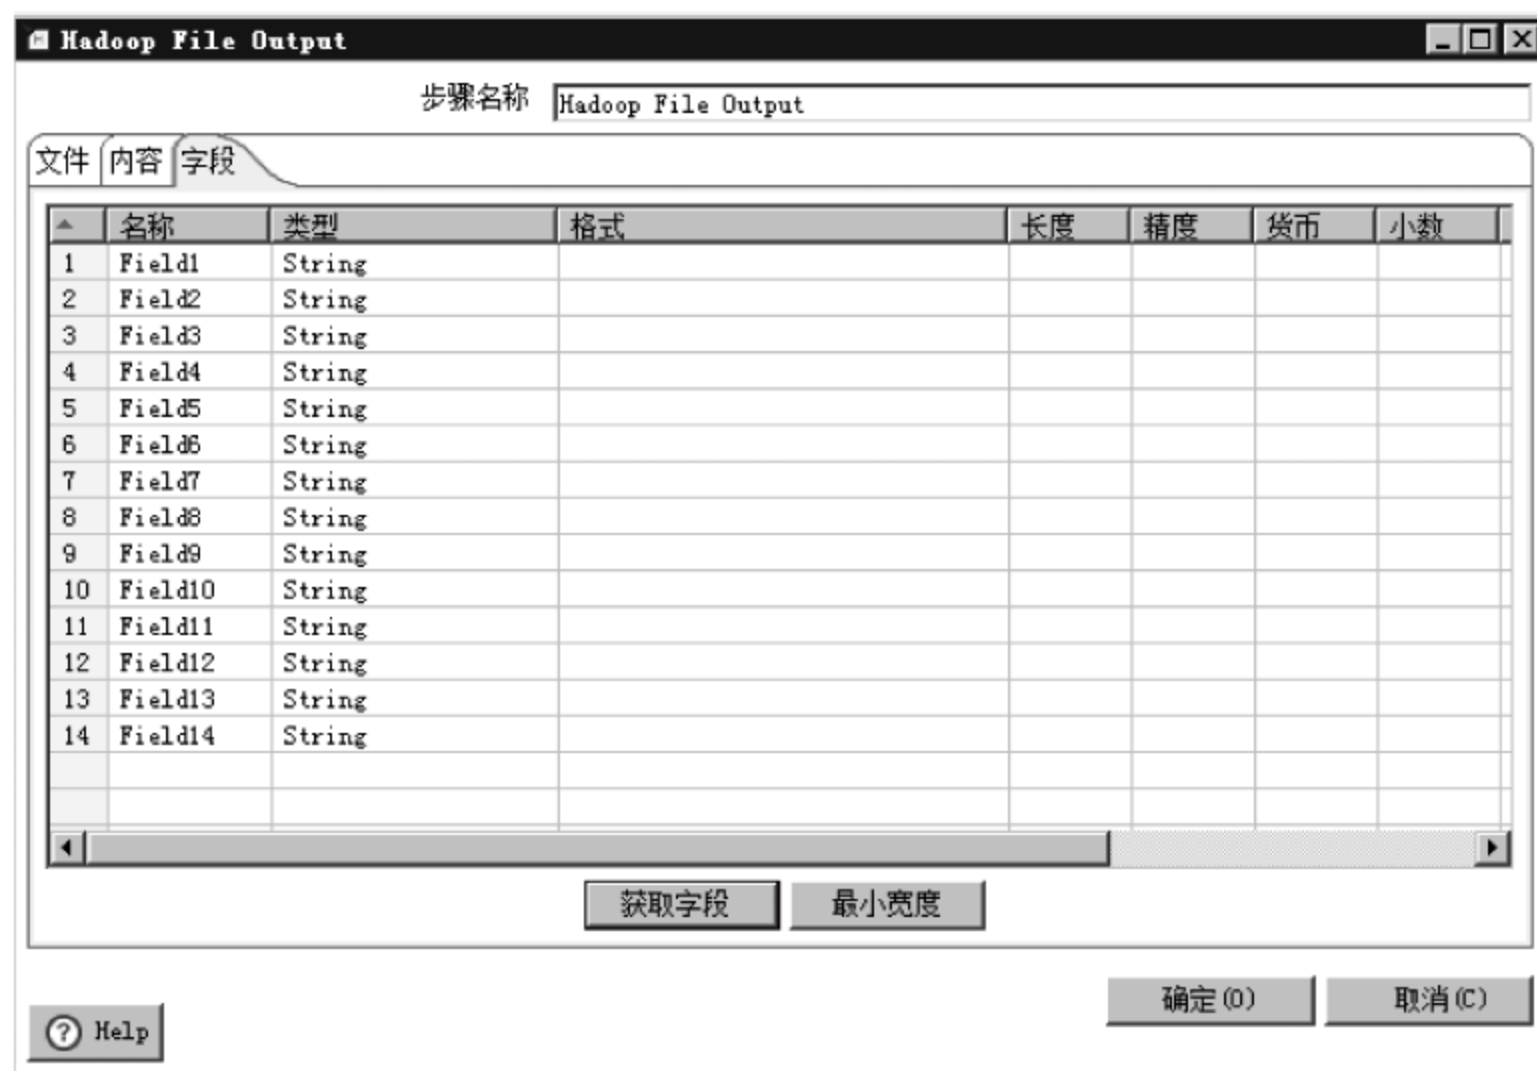 Hadoop File Output
步骤名称 Hadoop File Output
文件 内容 字段
名称 类型 格式 长度 精度 货币 小数
1 Field1 String
2 Field2 String
3 Field3 String
4 Field4 String
5 Field5 String
6 Field6 String
7 Field7 String
8 Field8 String
9 Field9 String
10 Field10 String
11 Field11 String
12 Field12 String
13 Field13 String
14 Field14 String
获取字段 最小宽度
确定(O) 取消(C)
Help